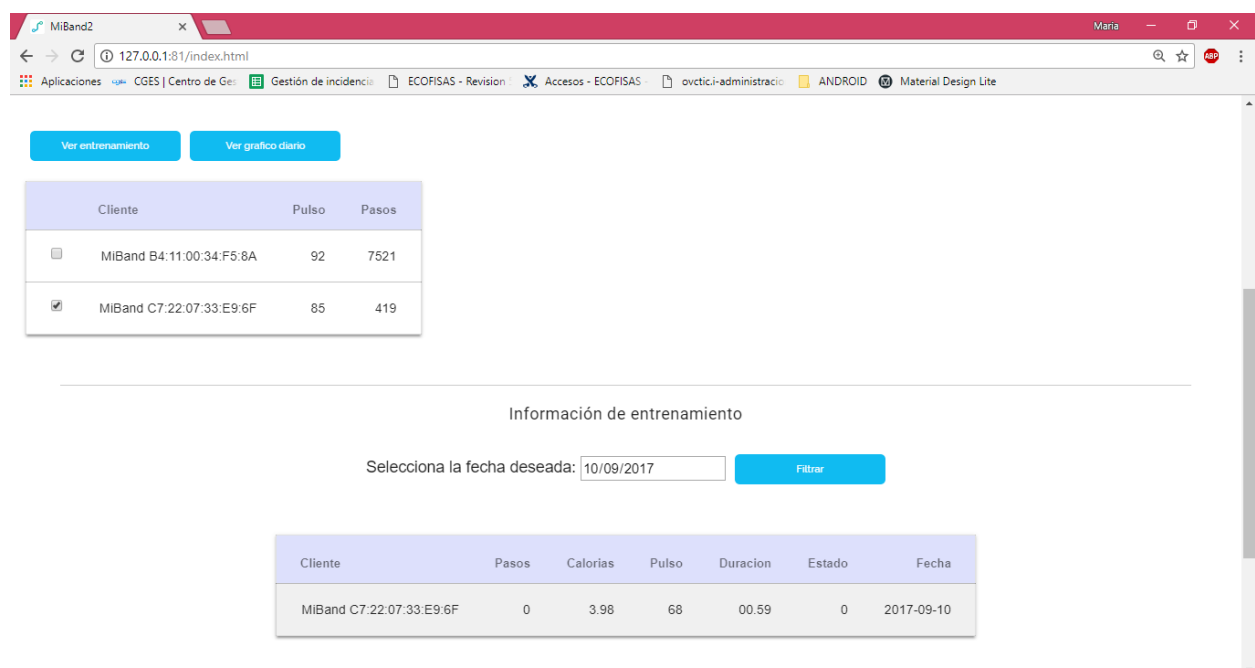 MiBand2
Maria
127.0.0.1:81/index.html
ABP
Aplicaciones CGES | Centro de Ges Gestión de incidencia ECOFISAS - Revision Accesos - ECOFISAS - ovctic.i-administracio ANDROID Material Design Lite
Ver entrenamiento Ver grafico diario
Cliente Pulso Pasos
MiBand B4:11:00:34:F5:8A 92 7521
MiBand C7:22:07:33:E9:6F 85 419
Información de entrenamiento
Selecciona la fecha deseada: 10/09/2017 Filtrar
Cliente Pasos Calorias Pulso Duracion Estado Fecha
MiBand C7:22:07:33:E9:6F 0 3.98 68 00.59 0 2017-09-10